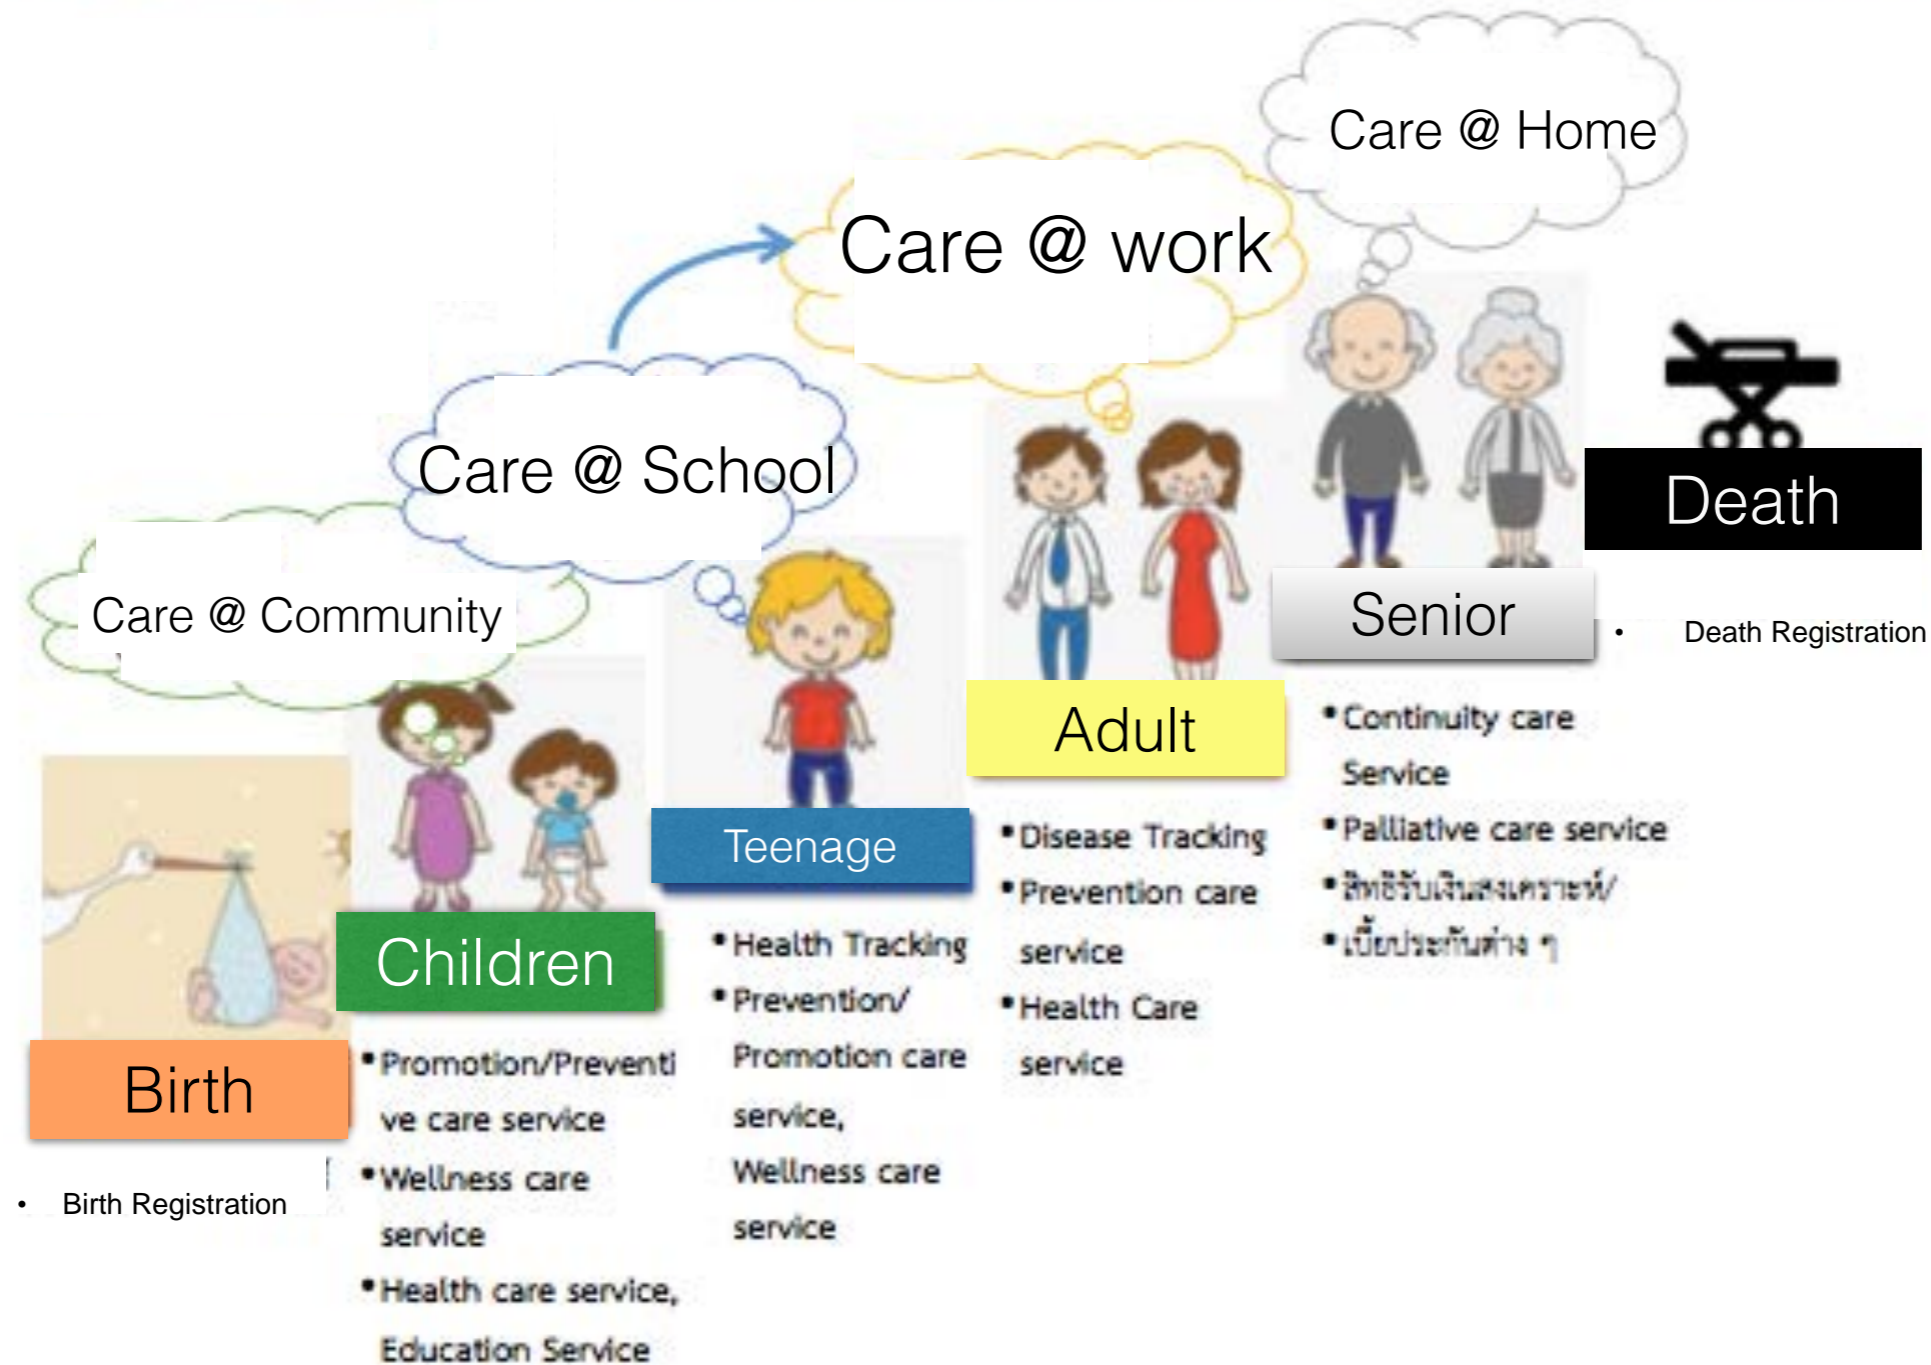 Care @ Home
Care @ work
Care @ School
Care @ Community
Death
• Death Registration
Senior
•Continuity care
Service
•Palliative care service
•สิทธิรับเงินสงเคราะห์/
•เบี้ยประกันต่าง ๆ
Adult
•Disease Tracking
•Prevention care
service
•Health Care
service
Teenage
•Health Tracking
•Prevention/
Promotion care
service,
Wellness care
service
Children
•Promotion/Preventi
ve care service
•Wellness care
service
•Health care service,
Education Service
Birth
• Birth Registration